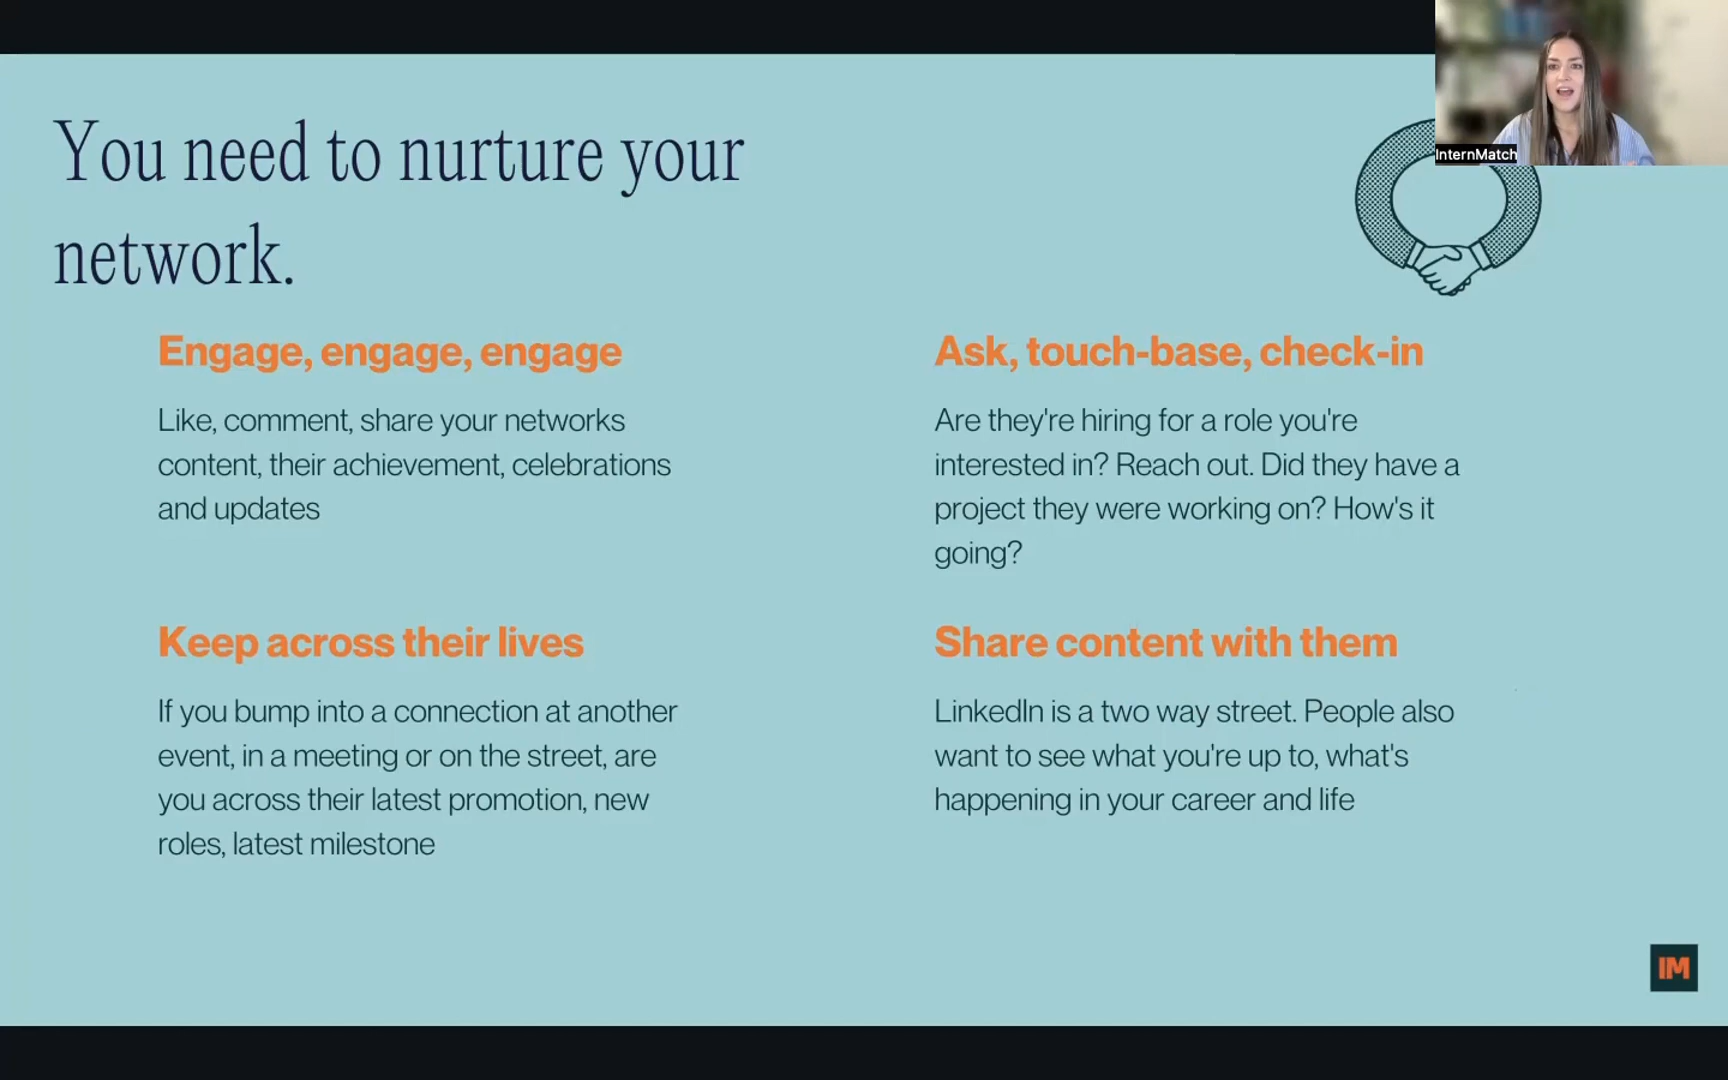 You need to nurture your
network.
InternMatch
Engage, engage, engage
Like, comment, share your networks
content, their achievement, celebrations
and updates
Ask, touch-base, check-in
Are they're hiring for a role you're
interested in? Reach out. Did they have a
project they were working on? How's it
going?
Keep across their lives
If you bump into a connection at another
event, in a meeting or on the street, are
you across their latest promotion, new
roles, latest milestone
Share content with them
LinkedIn is a two way street. People also
want to see what you're up to, what's
happening in your career and life
IM